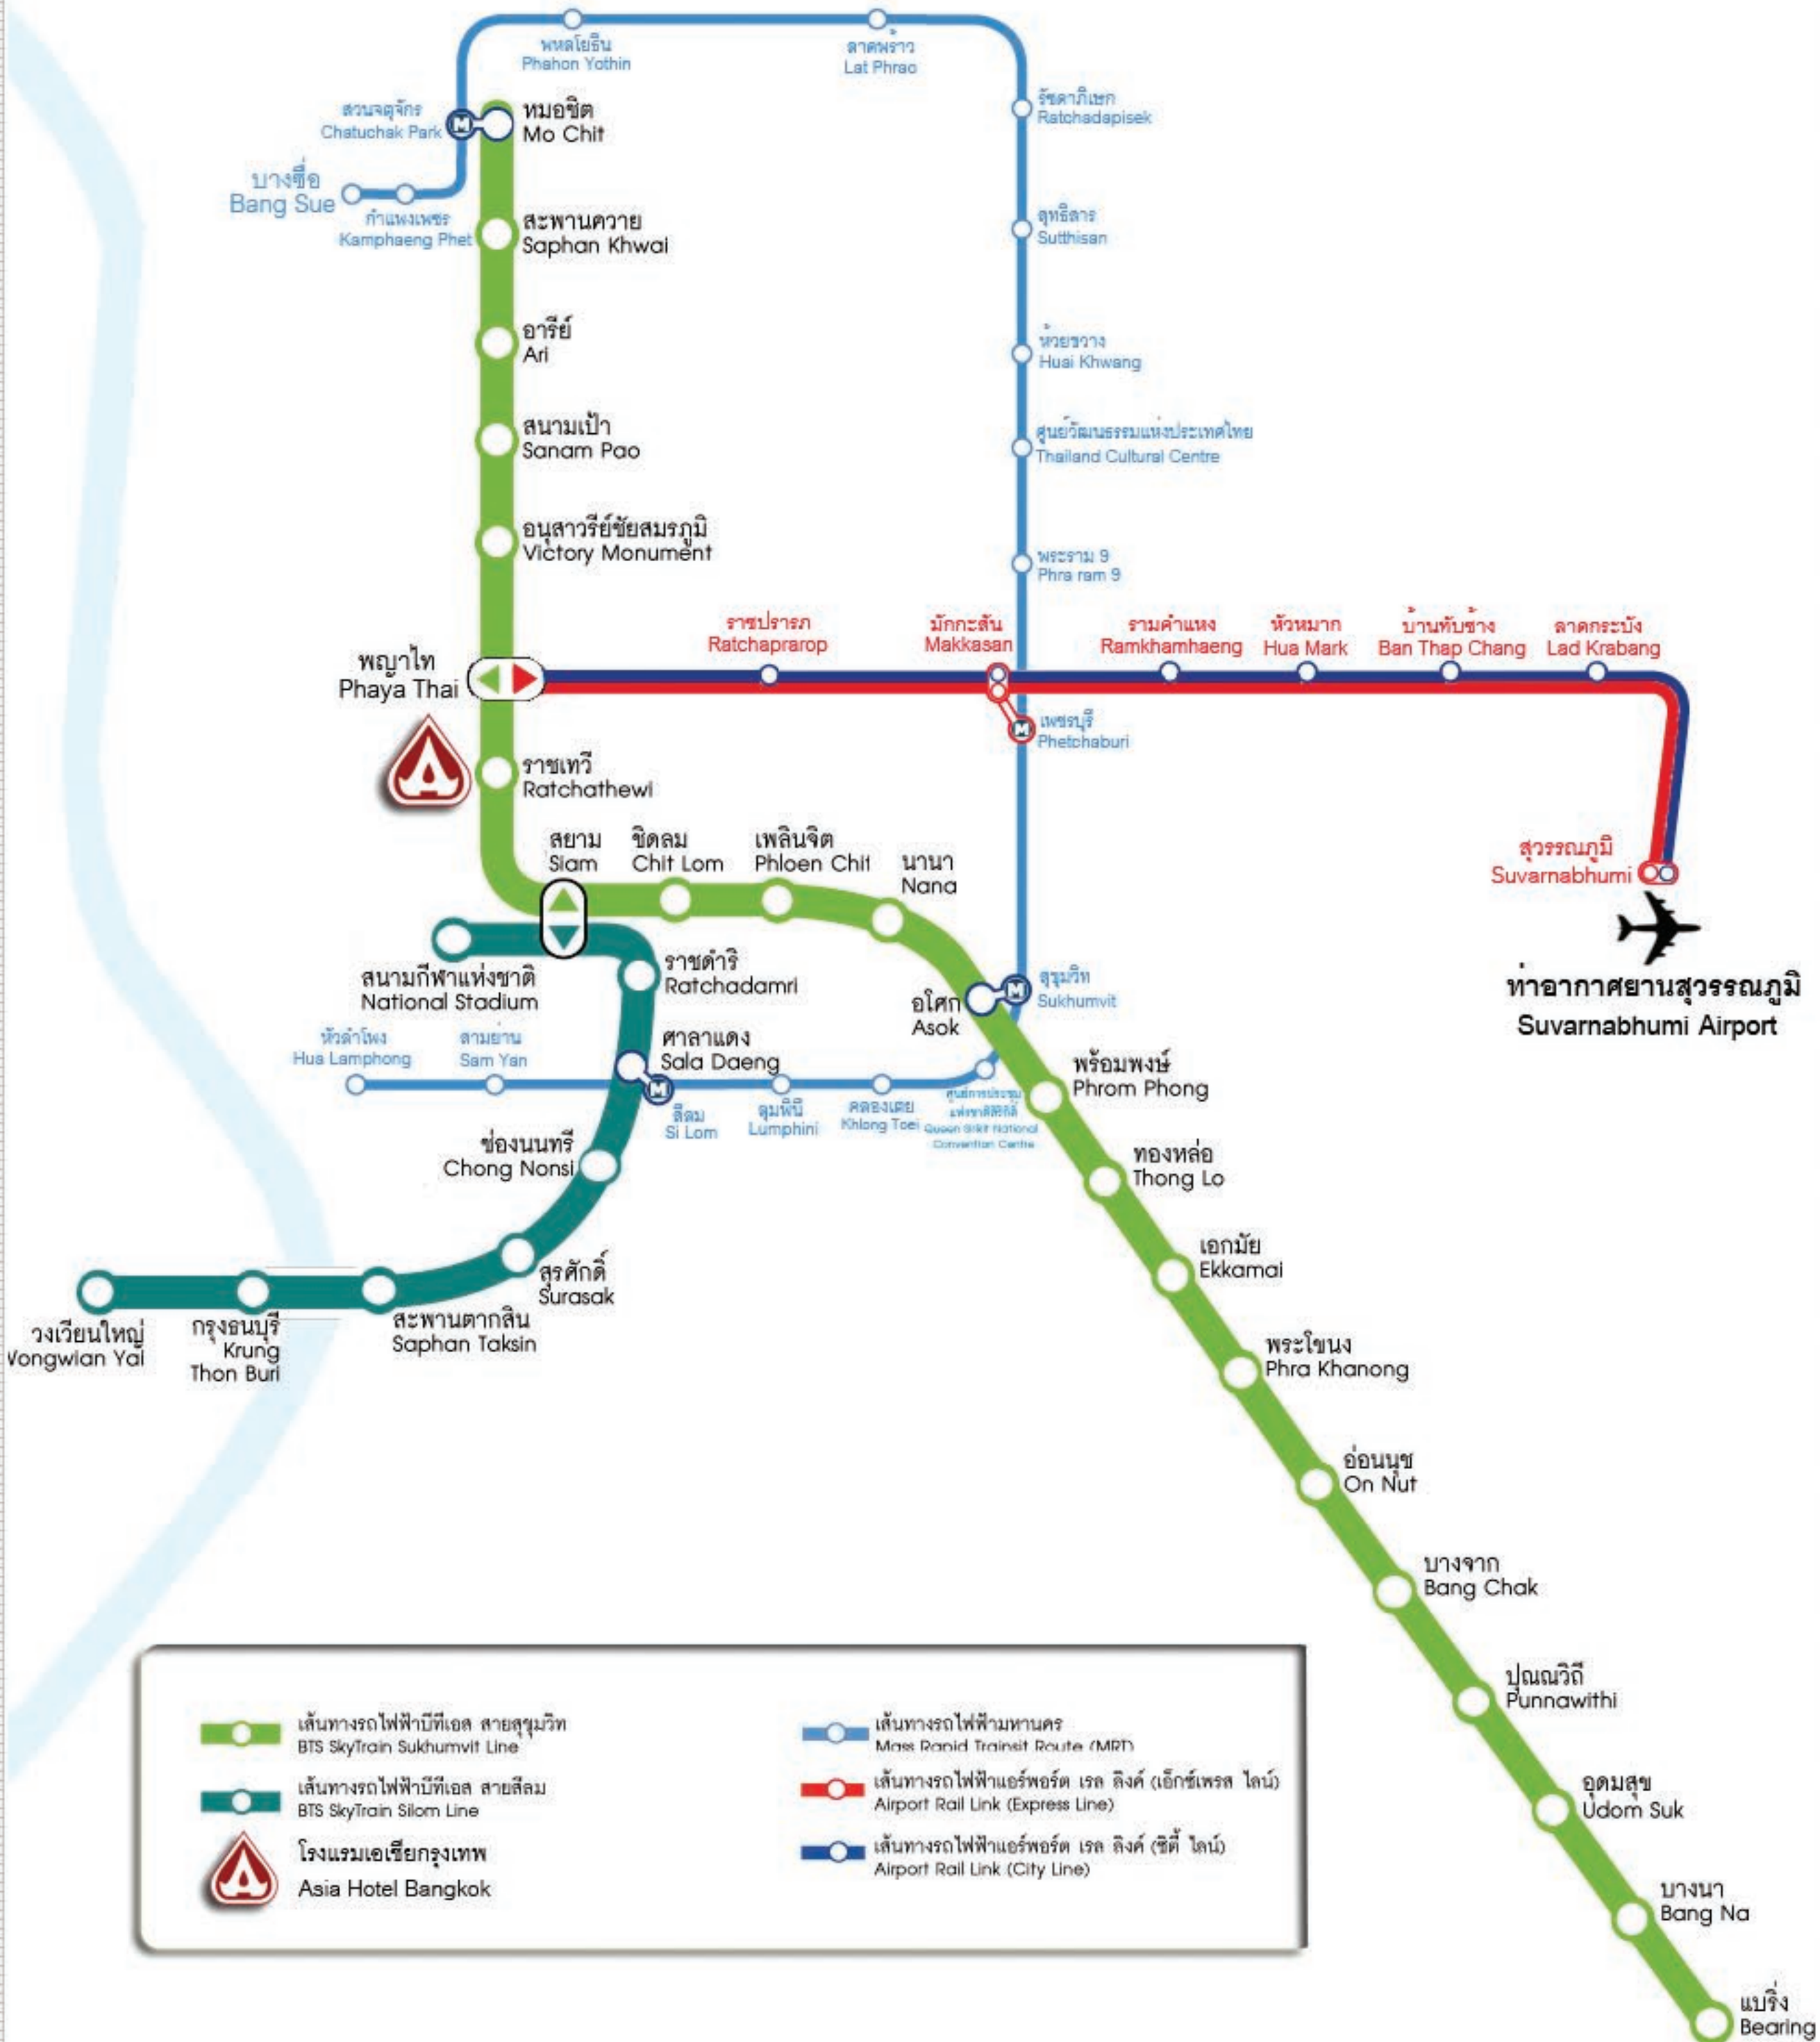 พหลโยธิน
Phahon Yothin
ลาดพร้าว
Lat Phrao
สวนจตุจักร
Chatuchak Park
หมอชิต
Mo Chit
รัชดาภิเษก
Ratchadapisek
บางซื่อ
Bang Sue
กำแพงเพชร
Kamphaeng Phet
สะพานควาย
Saphan Khwai
สุทธิสาร
Sutthisan
อารีย์
Ari
ห้วยขวาง
Huai Khwang
สนามเป้า
Sanam Pao
ศูนย์วัฒนธรรมแห่งประเทศไทย
Thailand Cultural Centre
อนุสาวรีย์ชัยสมรภูมิ
Victory Monument
พระราม 9
Phra ram 9
พญาไท
Phaya Thai
ราชปรารภ
Ratchaprarop
มักกะสัน
Makkasan
รามคำแหง
Ramkhamhaeng
หัวหมาก
Hua Mark
บ้านทับช้าง
Ban Thap Chang
ลาดกระบัง
Lad Krabang
เพชรบุรี
Phetchaburi
ราชเทวี
Ratchathewi
สยาม
Siam
ชิดลม
Chit Lom
เพลินจิต
Phloen Chit
นานา
Nana
สุวรรณภูมิ
Suvarnabhumi
ท่าอากาศยานสุวรรณภูมิ
Suvarnabhumi Airport
สนามกีฬาแห่งชาติ
National Stadium
ราชดำริ
Ratchadamri
อโศก
Asok
สุขุมวิท
Sukhumvit
หัวลำโพง
Hua Lamphong
สามย่าน
Sam Yan
ศาลาแดง
Sala Daeng
สีลม
Si Lom
ลุมพินี
Lumphini
คลองเตย
Khlong Toei
ศูนย์การประชุม
แห่งชาติสิริกิติ์
Queen Sirikit National
Convention Centre
พร้อมพงษ์
Phrom Phong
ช่องนนทรี
Chong Nonsi
ทองหล่อ
Thong Lo
เอกมัย
Ekkamai
สุรศักดิ์
Surasak
สะพานตากสิน
Saphan Taksin
กรุงธนบุรี
Krung
Thon Buri
วงเวียนใหญ่
Wongwian Yai
พระโขนง
Phra Khanong
อ่อนนุช
On Nut
บางจาก
Bang Chak
ปุณณวิถี
Punnawithi
อุดมสุข
Udom Suk
บางนา
Bang Na
แบริ่ง
Bearing
เส้นทางรถไฟฟ้าบีทีเอส สายสุขุมวิท
BTS SkyTrain Sukhumvit Line
เส้นทางรถไฟฟ้าบีทีเอส สายสีลม
BTS SkyTrain Silom Line
โรงแรมเอเชียกรุงเทพ
Asia Hotel Bangkok
เส้นทางรถไฟฟ้ามหานคร
Mass Rapid Trainsit Route (MRT)
เส้นทางรถไฟฟ้าแอร์พอร์ต เรล ลิงค์ (เอ็กซ์เพรส ไลน์)
Airport Rail Link (Express Line)
เส้นทางรถไฟฟ้าแอร์พอร์ต เรล ลิงค์ (ซิตี้ ไลน์)
Airport Rail Link (City Line)